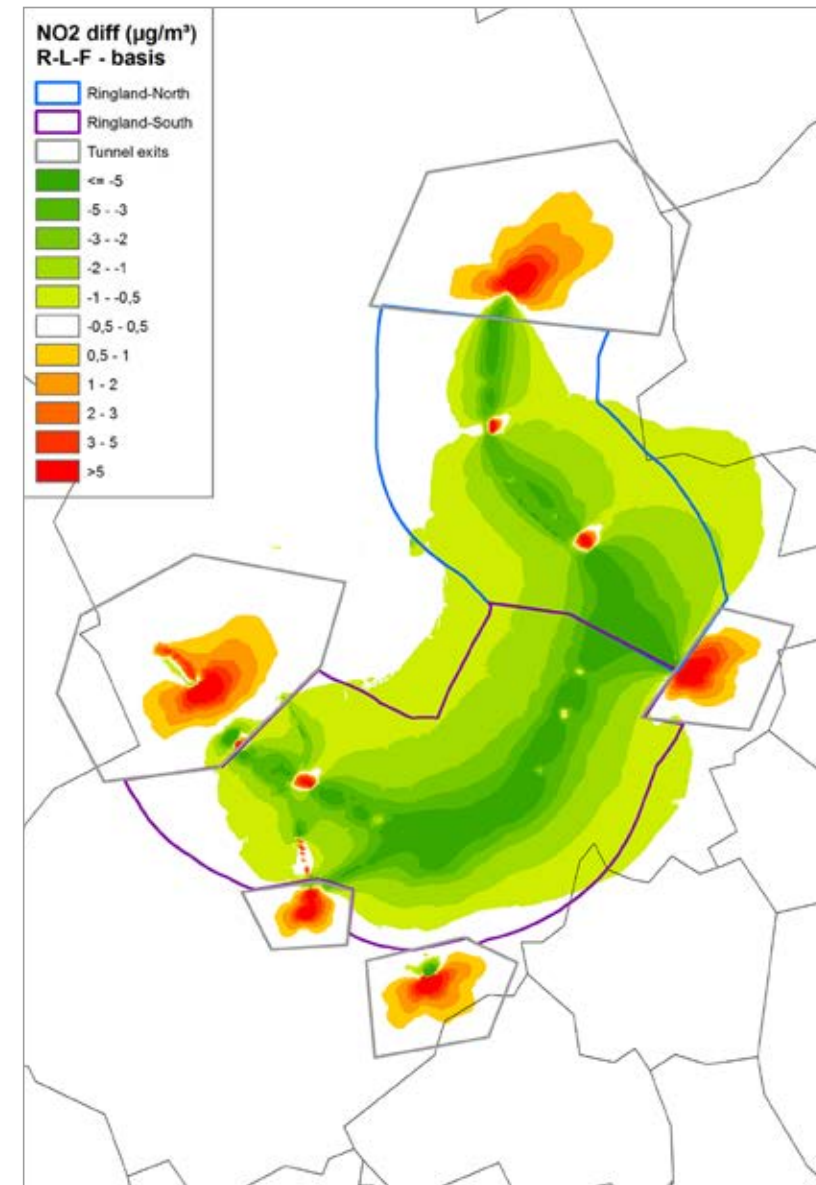 NO2 diff (µg/m³)
R-L-F - basis
Ringland-North
Ringland-South
Tunnel exits
<= -5
-5 - -3
-3 - -2
-2 - -1
-1 - -0,5
-0,5 - 0,5
0,5 - 1
1 - 2
2 - 3
3 - 5
>5